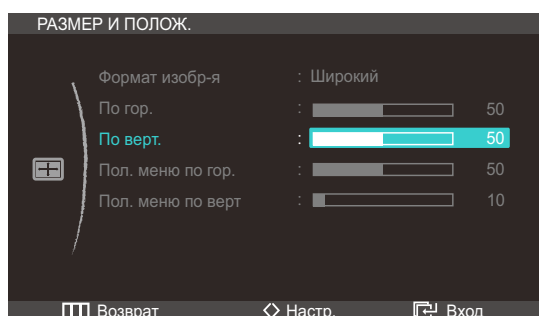 РАЗМЕР И ПОЛОЖ.
Формат изобр-я : Широкий
По гор. : 50
По верт. : 50
Пол. меню по гор. : 50
Пол. меню по верт : 10
Возврат Настр. Вход